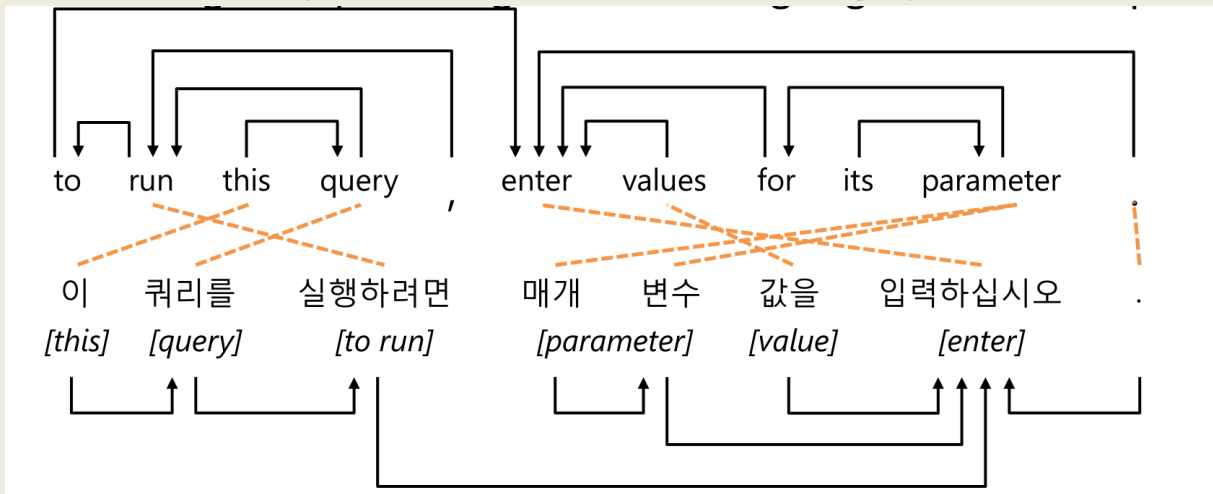 to run this query , enter values for its parameter .
이 쿼리를 실행하려면 매개 변수 값을 입력하십시오 .
[this] [query] [to run] [parameter] [value] [enter]